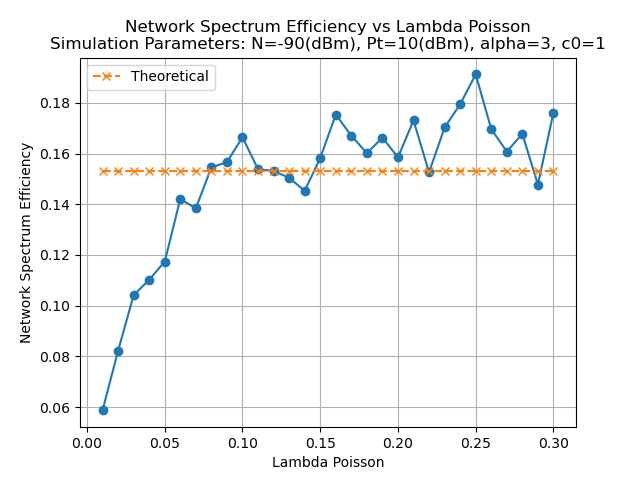 Network Spectrum Efficiency vs Lambda Poisson
Simulation Parameters: N=-90(dBm), Pt=10(dBm), alpha=3, c0=1
Theoretical
Network Spectrum Efficiency
0.18
0.16
0.14
0.12
0.10
0.08
0.06
0.00 0.05 0.10 0.15 0.20 0.25 0.30
Lambda Poisson